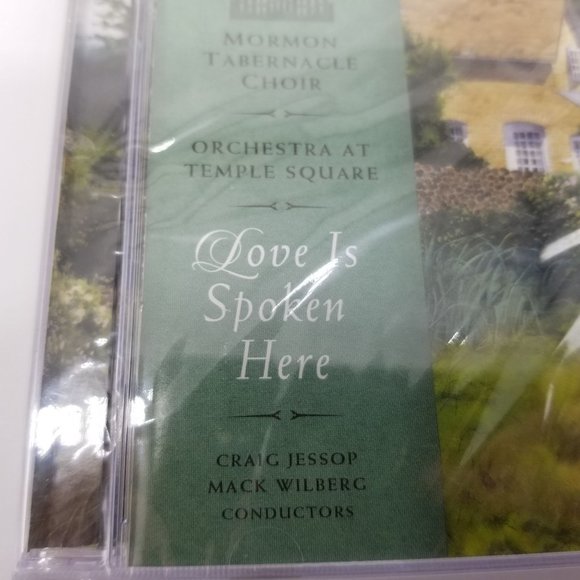 MORMON
TABERNACLE
CHOIR
ORCHESTRA AT
TEMPLE SQUARE
Love Is
Spoken
Here
CRAIG JESSOP
MACK WILBERG
CONDUCTORS